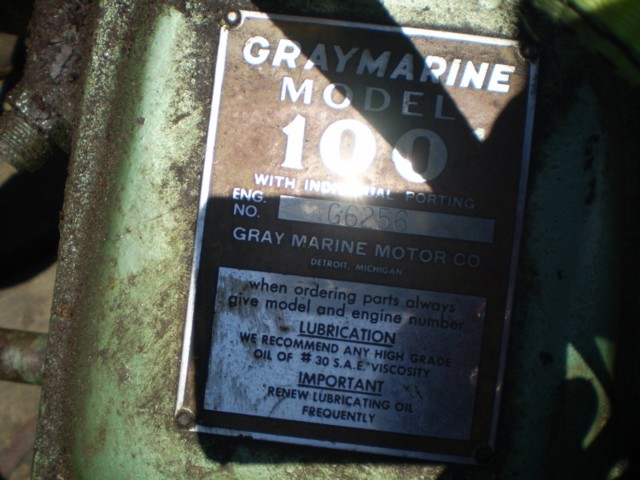 GRAYMARINE
MODEL
100
WITH INDIVIDUAL PORTING
ENG.
NO. G6256
GRAY MARINE MOTOR CO
DETROIT, MICHIGAN
when ordering parts always
give model and engine number
LUBRICATION
WE RECOMMEND ANY HIGH GRADE
OIL OF # 30 S.A.E. VISCOSITY
IMPORTANT
RENEW LUBRICATING OIL
FREQUENTLY